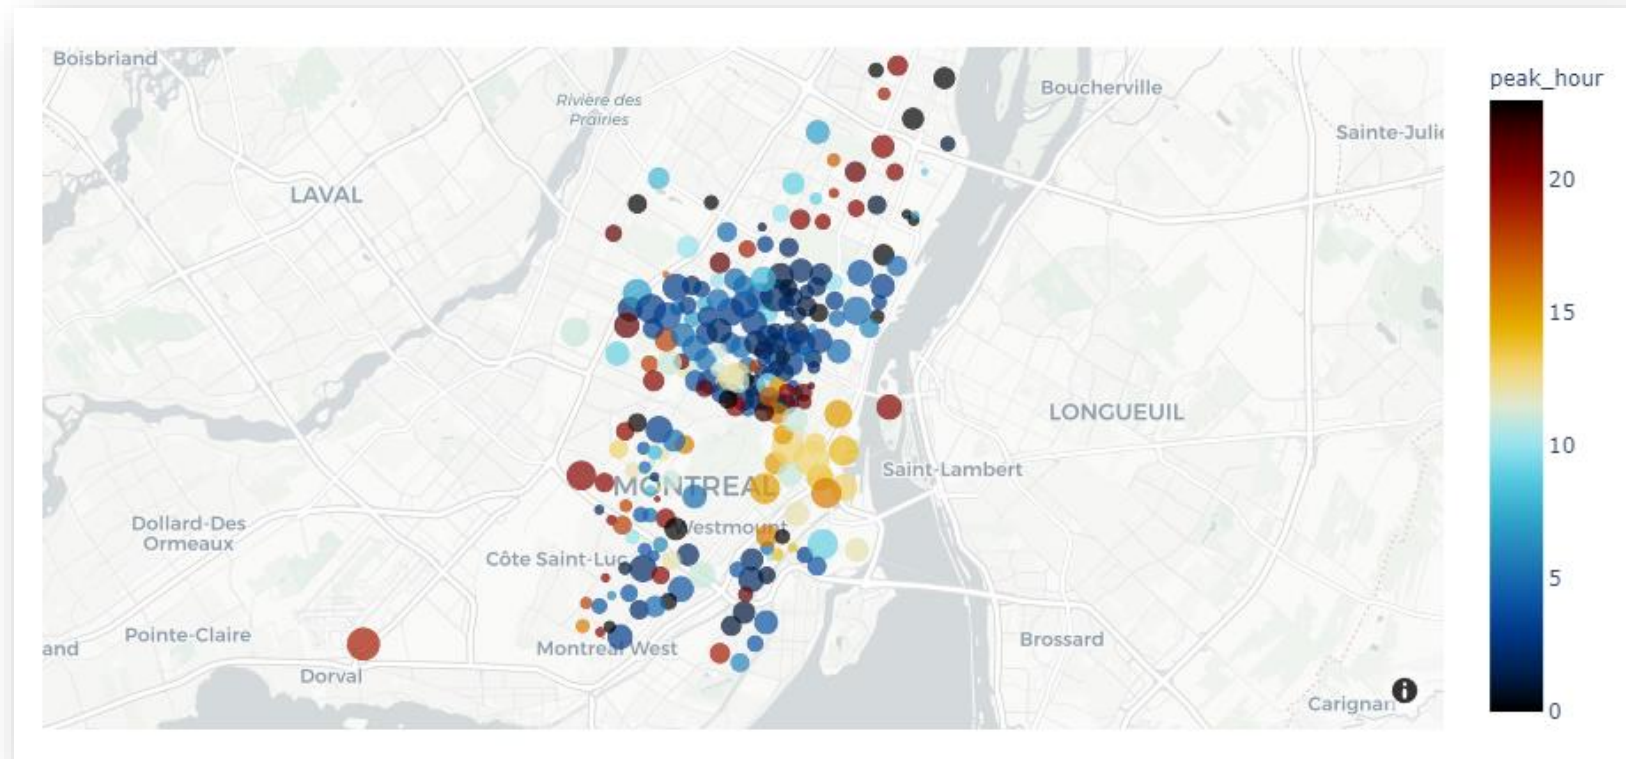 Boisbriand
Rivière des
Prairies
Boucherville
Sainte-Julie
LAVAL
LONGUEUIL
Saint-Lambert
MONTREAL
Westmount
Dollard-Des
Ormeaux
Côte Saint-Luc
Pointe-Claire
and
Montreal West
Brossard
Dorval
Carignan
peak_hour
20
15
10
5
0